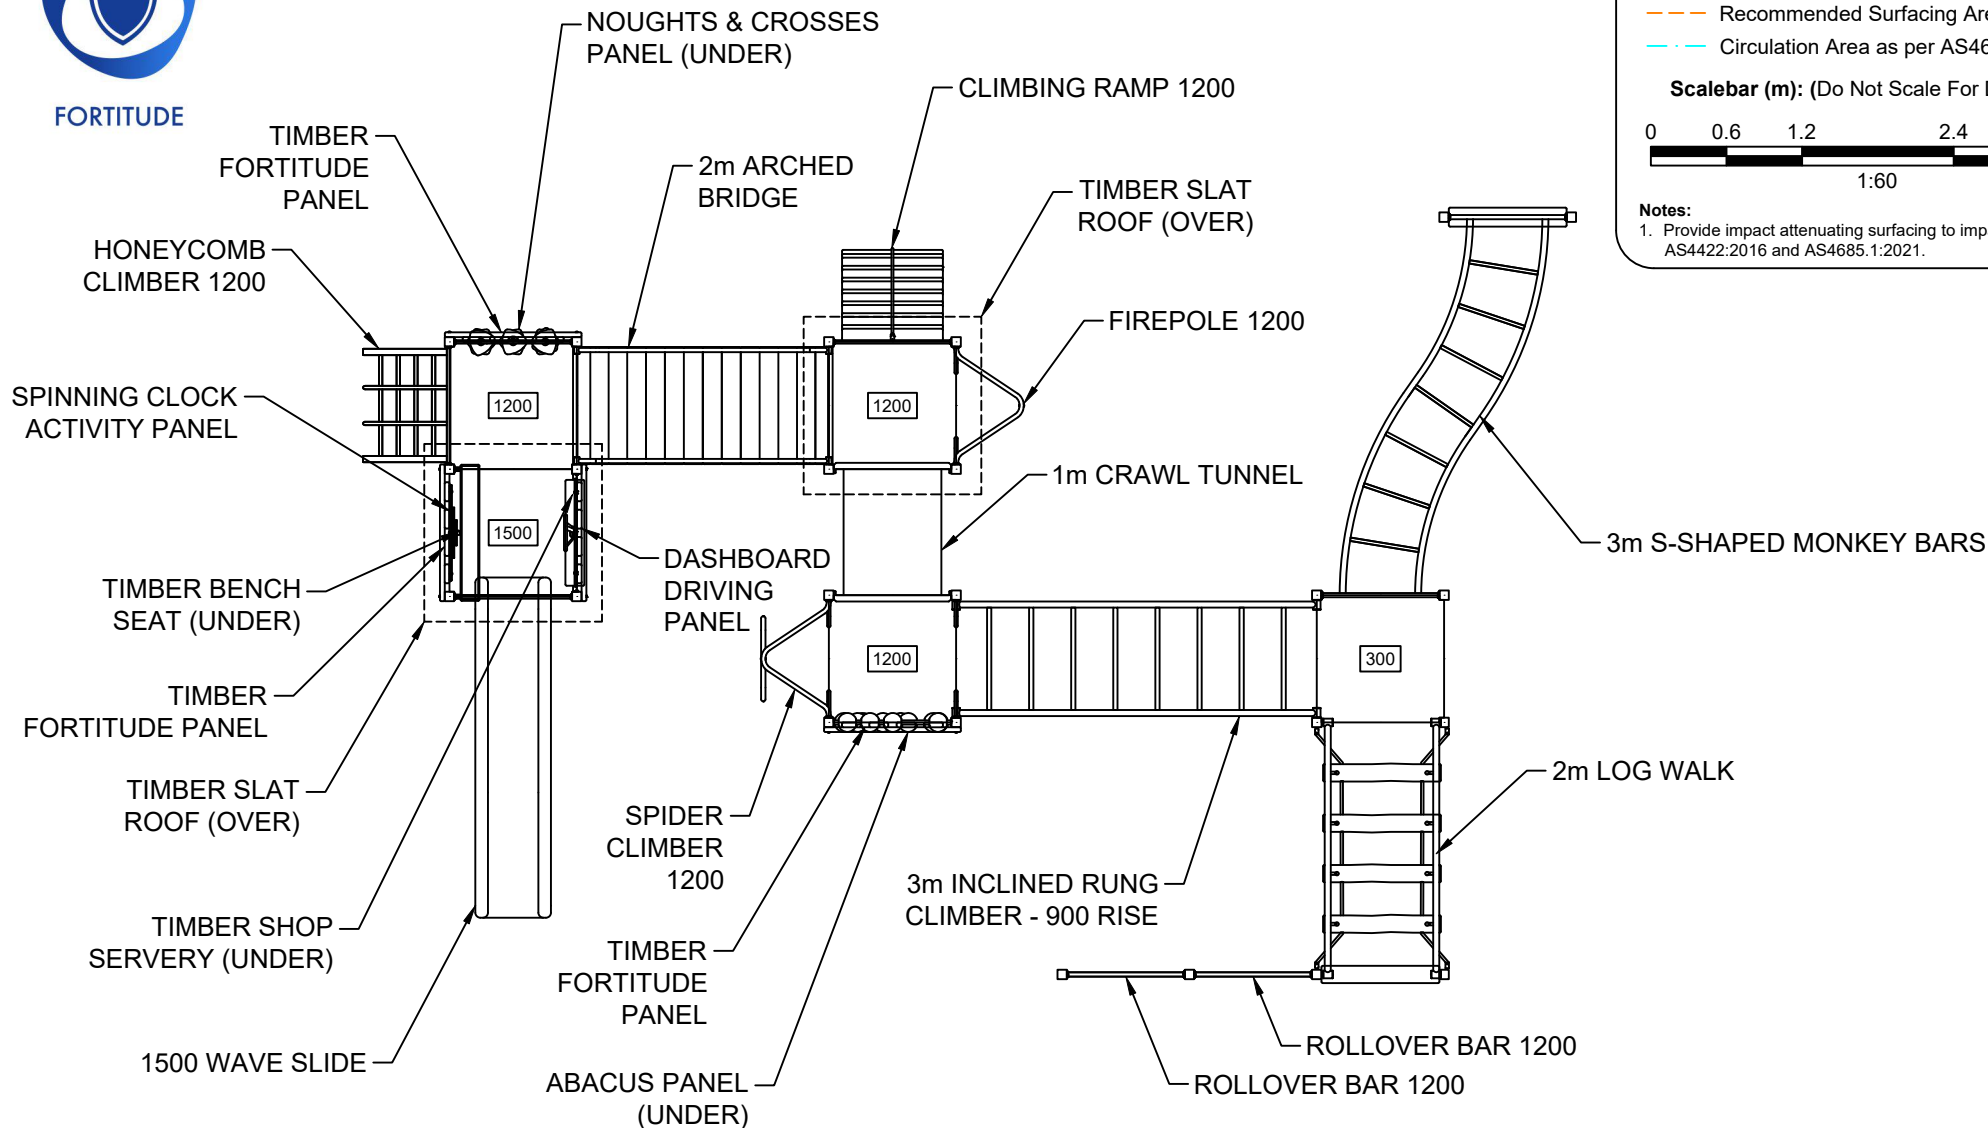 FORTITUDE
NOUGHTS & CROSSES
PANEL (UNDER)
CLIMBING RAMP 1200
TIMBER
FORTITUDE
PANEL
2m ARCHED
BRIDGE
TIMBER SLAT
ROOF (OVER)
HONEYCOMB
CLIMBER 1200
FIREPOLE 1200
SPINNING CLOCK
ACTIVITY PANEL
1200
1200
1m CRAWL TUNNEL
1500
3m S-SHAPED MONKEY BARS
DASHBOARD
DRIVING
PANEL
TIMBER BENCH
SEAT (UNDER)
1200
300
TIMBER
FORTITUDE PANEL
TIMBER SLAT
ROOF (OVER)
2m LOG WALK
SPIDER
CLIMBER
1200
3m INCLINED RUNG
CLIMBER - 900 RISE
TIMBER SHOP
SERVERY (UNDER)
TIMBER
FORTITUDE
PANEL
1500 WAVE SLIDE
ROLLOVER BAR 1200
ROLLOVER BAR 1200
ABACUS PANEL
(UNDER)
Recommended Surfacing
Circulation Area as per
Scalebar (m): (Do Not Scale For
0 0.6 1.2 2.4
1:60
Notes:
1. Provide impact attenuating surfacing to
AS4422:2016 and AS4685.1:2021.